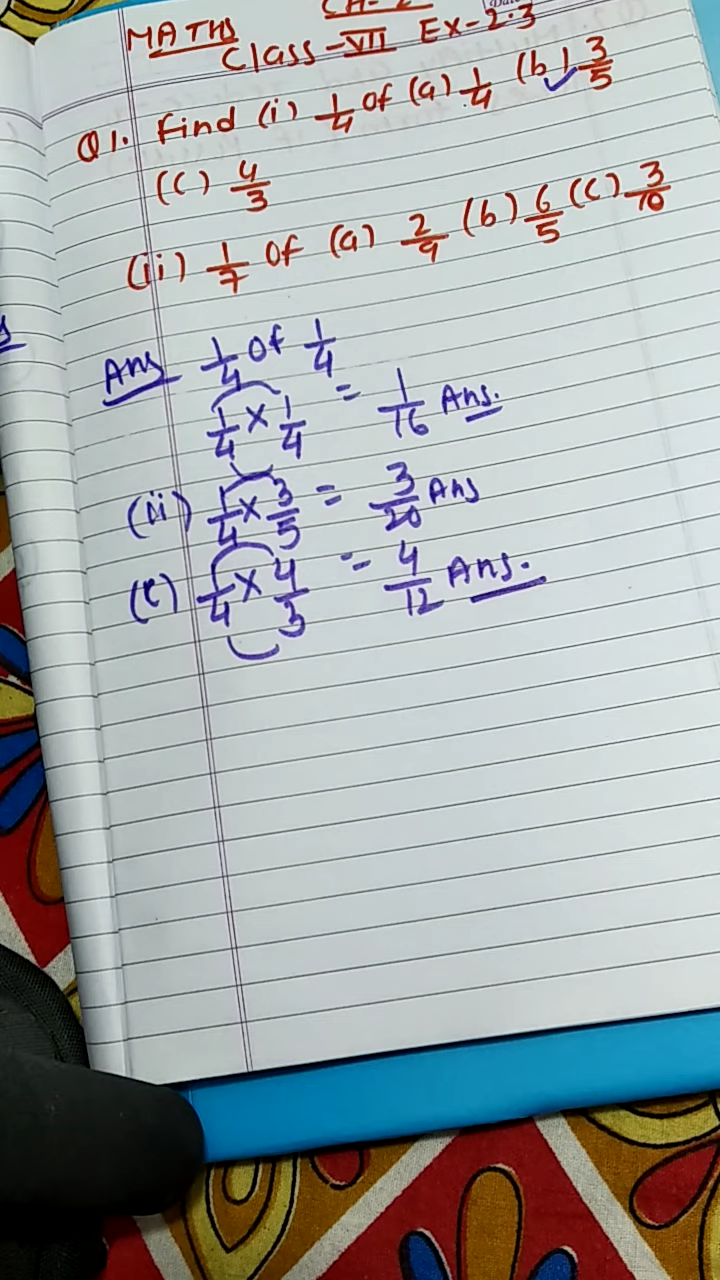 MATHS
Class-VII Ex-2.3
Q1. Find (i) 1/4 of (a) 1/4 (b) 3/5
(c) 4/3
(ii) 1/7 of (a) 2/9 (b) 6/5 (c) 3/10
Ans 1/4 of 1/4
1/4 × 1/4 = 1/16 Ans.
(ii) 1/4 × 3/5 = 3/20 Ans
(c) 1/4 × 4/3 = 4/12 Ans.